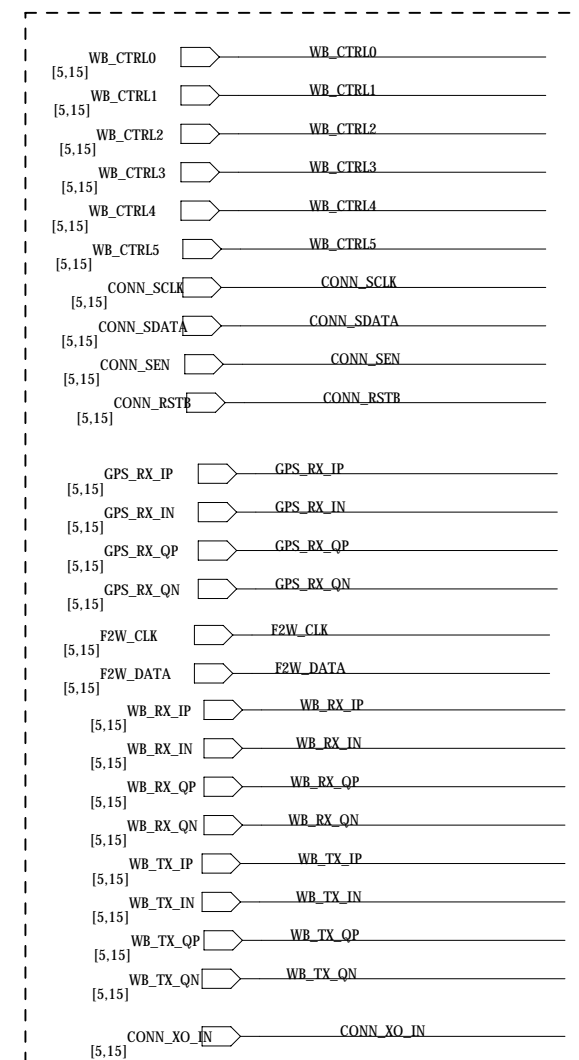 WB_CTRL0 WB_CTRL0
[5,15]
WB_CTRL1 WB_CTRL1
[5,15]
WB_CTRL2 WB_CTRL2
[5,15]
WB_CTRL3 WB_CTRL3
[5,15]
WB_CTRL4 WB_CTRL4
[5,15]
WB_CTRL5 WB_CTRL5
[5,15]
CONN_SCLK CONN_SCLK
[5,15]
CONN_SDATA CONN_SDATA
[5,15]
CONN_SEN CONN_SEN
[5,15]
CONN_RSTB CONN_RSTB
[5,15]
GPS_RX_IP GPS_RX_IP
[5,15]
GPS_RX_IN GPS_RX_IN
[5,15]
GPS_RX_QP GPS_RX_QP
[5,15]
GPS_RX_QN GPS_RX_QN
[5,15]
F2W_CLK F2W_CLK
[5,15]
F2W_DATA F2W_DATA
[5,15]
WB_RX_IP WB_RX_IP
[5,15]
WB_RX_IN WB_RX_IN
[5,15]
WB_RX_QP WB_RX_QP
[5,15]
WB_RX_QN WB_RX_QN
[5,15]
WB_TX_IP WB_TX_IP
[5,15]
WB_TX_IN WB_TX_IN
[5,15]
WB_TX_QP WB_TX_QP
[5,15]
WB_TX_QN WB_TX_QN
[5,15]
CONN_XO_IN CONN_XO_IN
[5,15]